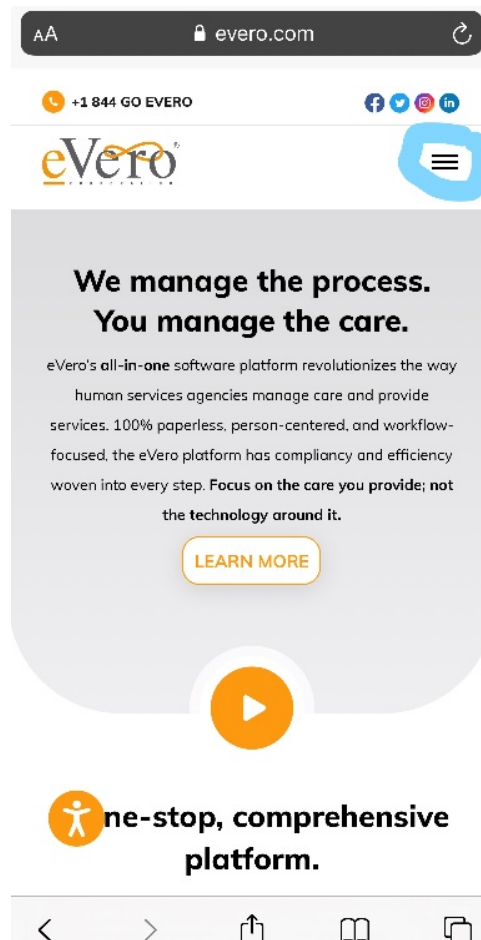 AA evero.com
+1 844 GO EVERO
eVero
We manage the process.
You manage the care.
eVero's all-in-one software platform revolutionizes the way
human services agencies manage care and provide
services. 100% paperless, person-centered, and workflow-
focused, the eVero platform has compliancy and efficiency
woven into every step. Focus on the care you provide; not
the technology around it.
LEARN MORE
ne-stop, comprehensive
platform.